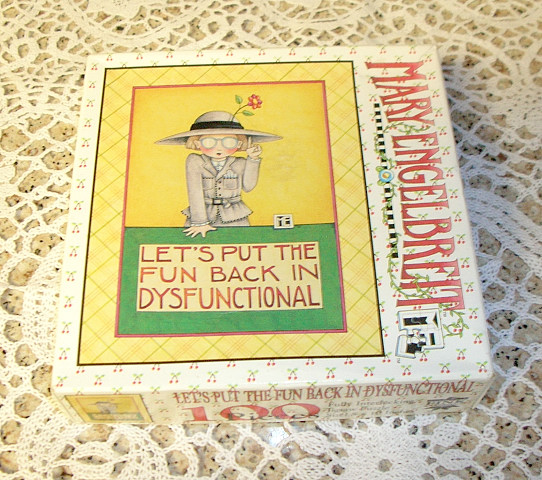 LET'S PUT THE
FUN BACK IN
DYSFUNCTIONAL
MARY ENGELBREIT
LET'S PUT THE FUN BACK IN DYSFUNCTIONAL
100